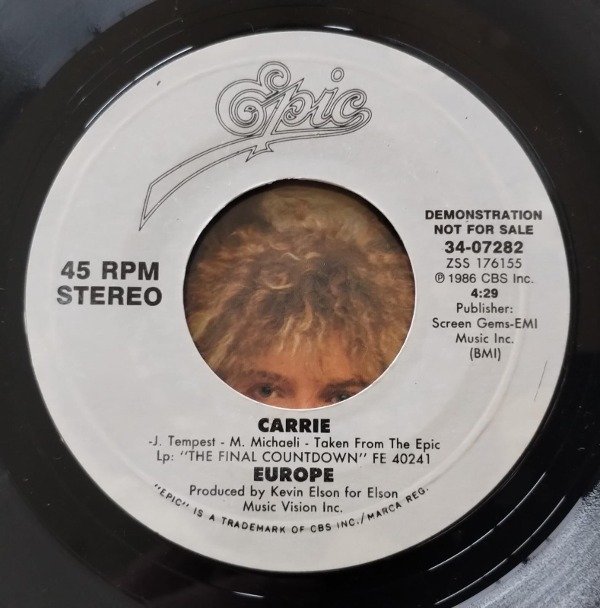 Epic
DEMONSTRATION
NOT FOR SALE
34-07282
ZSS 176155
℗ 1986 CBS Inc.
4:29
Publisher:
Screen Gems-EMI
Music Inc.
(BMI)
45 RPM
STEREO
CARRIE
-J. Tempest - M. Michaeli - Taken From The Epic
Lp: "THE FINAL COUNTDOWN" FE 40241
EUROPE
Produced by Kevin Elson for Elson
Music Vision Inc.
"EPIC" IS A TRADEMARK OF CBS INC./MARCA REG.